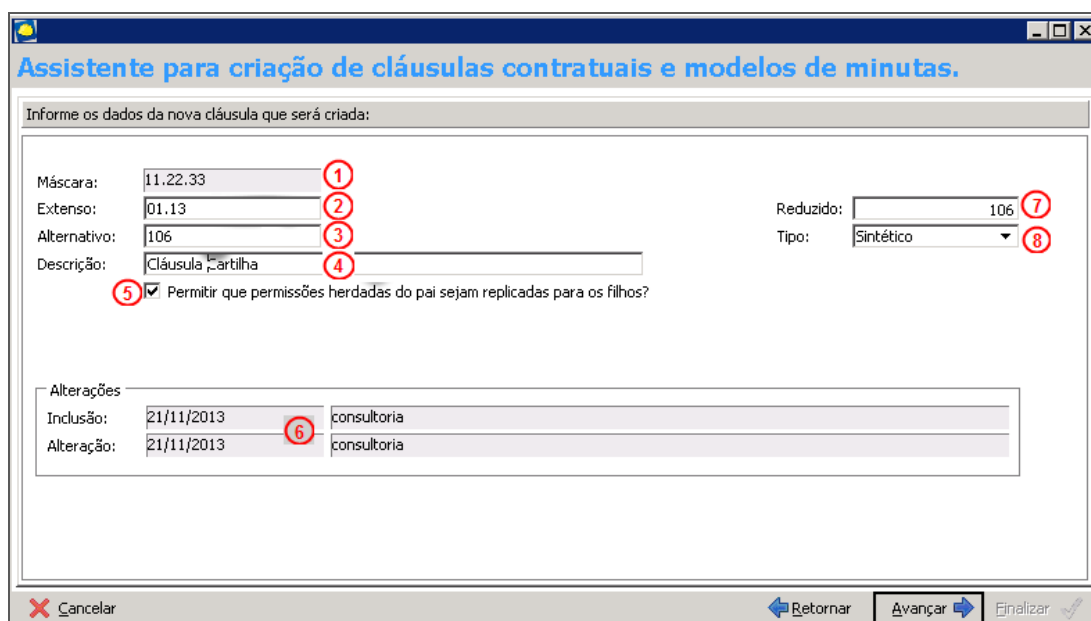 Assistente para criação de cláusulas contratuais e modelos de minutas.
Informe os dados da nova cláusula que será criada:
Máscara: 11.22.33 1
Extenso: 01.13 2 Reduzido: 106 7
Alternativo: 106 3 Tipo: Sintético 8
Descrição: Cláusula Cartilha 4
5 Permitir que permissões herdadas do pai sejam replicadas para os filhos?
Alterações
Inclusão: 21/11/2013 consultoria
6
Alteração: 21/11/2013 consultoria
Cancelar Retornar Avançar Finalizar